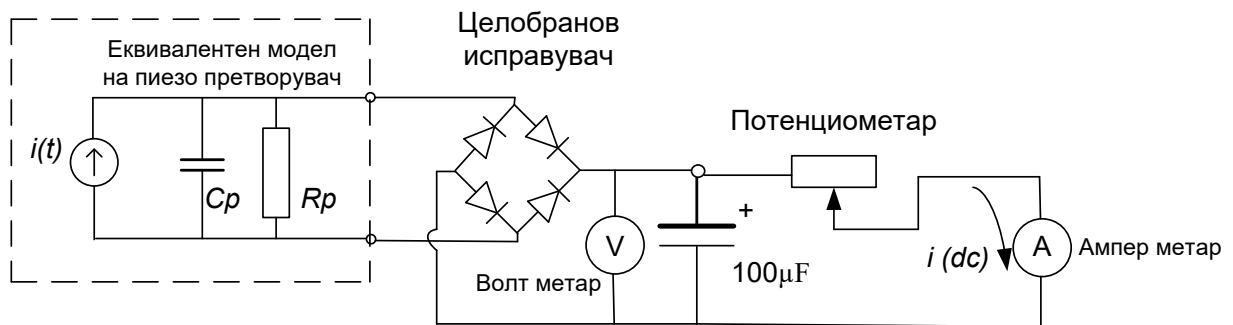 Целобранов
исправувач
Еквивалентен модел
на пиезо претворувач
Потенциометар
i(t)
Cp
Rp
+
V
100μF
Волт метар
i (dc)
A
Ампер метар